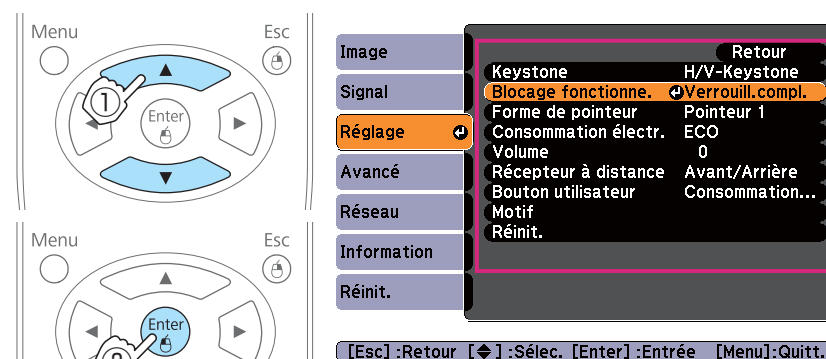 Menu
Esc
1
Enter
Menu
Esc
Enter
Image
Signal
Réglage
Avancé
Réseau
Information
Réinit.
Retour
Keystone H/V-Keystone
Blocage fonctionne. Verrouill.compl.
Forme de pointeur Pointeur 1
Consommation électr. ECO
Volume 0
Récepteur à distance Avant/Arrière
Bouton utilisateur Consommation...
Motif
Réinit.
[Esc] :Retour [◆] :Sélec. [Enter] :Entrée [Menu]:Quitt